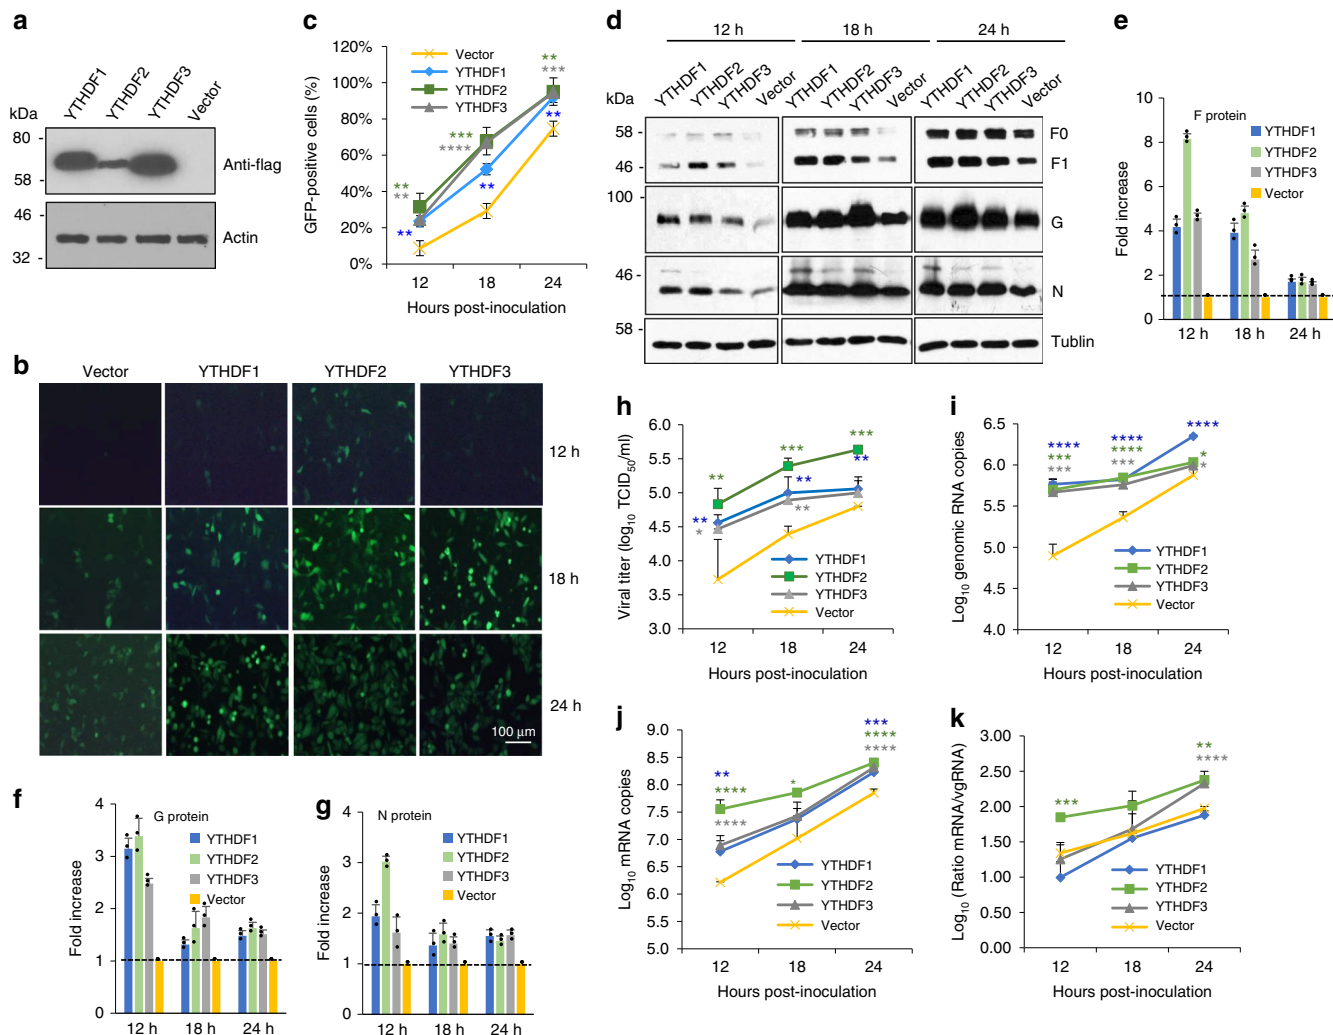 a
YTHDF1
YTHDF2
YTHDF3
Vector
kDa
80
58
46
32
Anti-flag
Actin
c
120%
100%
80%
60%
40%
20%
0%
GFP-positive cells (%)
Vector
YTHDF1
YTHDF2
YTHDF3
**
**
**
***
****
**
**
***
**
12 18 24
Hours post-inoculation
d
12 h 18 h 24 h
YTHDF1
YTHDF2
YTHDF3
Vector
YTHDF1
YTHDF2
YTHDF3
Vector
YTHDF1
YTHDF2
YTHDF3
Vector
kDa
58
46
100
46
58
F0
F1
G
N
Tublin
e
F protein
YTHDF1
YTHDF2
YTHDF3
Vector
Fold increase
10
8
6
4
2
0
12 h 18 h 24 h
b
Vector YTHDF1 YTHDF2 YTHDF3
12 h
18 h
24 h
100 µm
h
6.0
5.5
5.0
4.5
4.0
3.5
3.0
Viral titer (log10 TCID50/ml)
**
**
*
***
**
**
***
**
YTHDF1
YTHDF2
YTHDF3
Vector
12 18 24
Hours post-inoculation
i
6.5
6.0
5.5
5.0
4.5
4.0
Log10 genomic RNA copies
****
***
***
****
****
***
****
*
*
YTHDF1
YTHDF2
YTHDF3
Vector
12 18 24
Hours post-inoculation
f
G protein
YTHDF1
YTHDF2
YTHDF3
Vector
Fold increase
4
3
2
1
0
12 h 18 h 24 h
g
N protein
YTHDF1
YTHDF2
YTHDF3
Vector
Fold increase
4
3
2
1
0
12 h 18 h 24 h
j
9.0
8.5
8.0
7.5
7.0
6.5
6.0
5.0
Log10 mRNA copies
**
****
****
*
***
****
****
YTHDF1
YTHDF2
YTHDF3
Vector
12 18 24
Hours post-inoculation
k
1.00
2.50
2.00
1.50
1.00
0.50
0.00
Log10 (Ratio mRNA/vgRNA)
***
**
****
YTHDF1
YTHDF2
YTHDF3
Vector
12 18 24
Hours post-inoculation